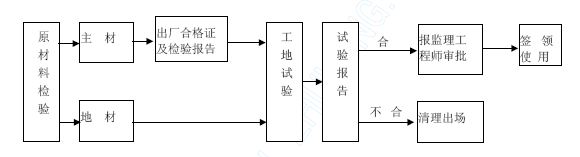 原材料检验
主 材
出厂合格证
及检验报告
工地试验
试验报告
合
报监理工
程师审批
签 领
使 用
地 材
不 合
清理出场